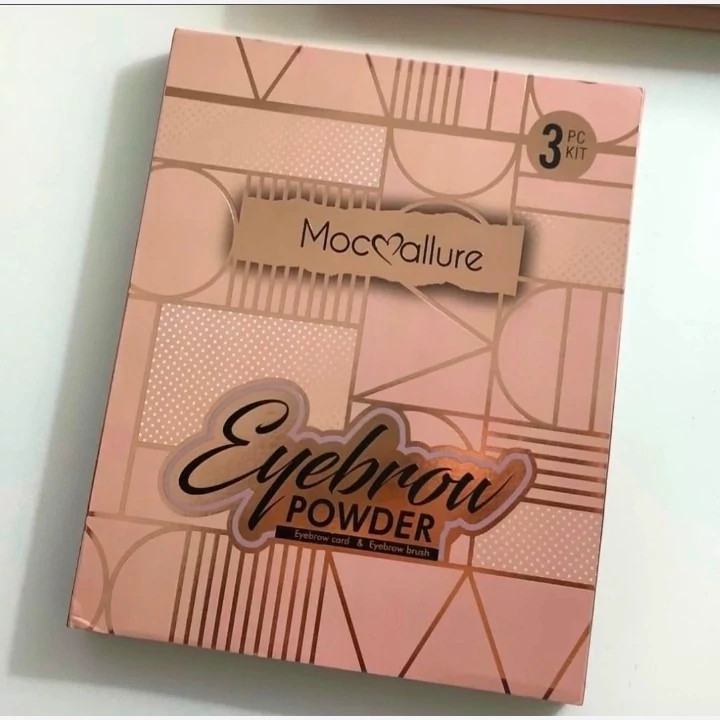 3 PC
KIT
Mocallure
Eyebrow
POWDER
Eyebrow card & Eyebrow brush